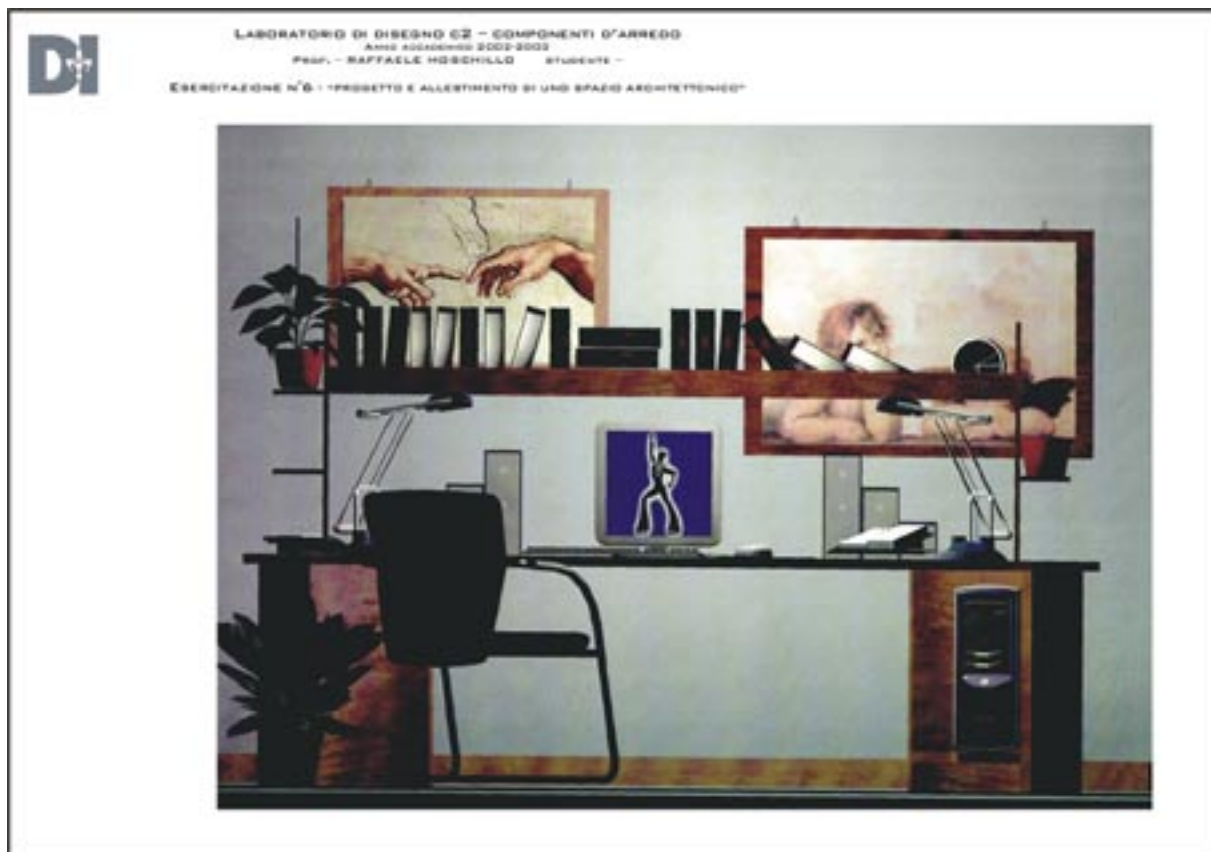 DI
LABORATORIO DI DISEGNO C2 – COMPONENTI D'ARREDO
ANNO ACCADEMICO 2002-2003
PROF. – RAFFAELE MOSCHILLO STUDENTE –
ESERCITAZIONE N°6 : "PROGETTO E ALLESTIMENTO DI UNO SPAZIO ARCHITETTONICO"